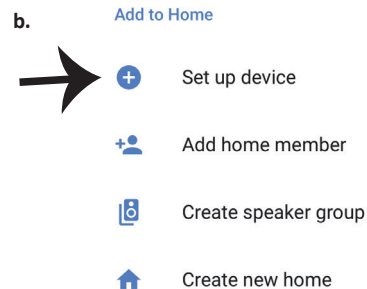 b.
Add to Home
Set up device
Add home member
Create speaker group
Create new home